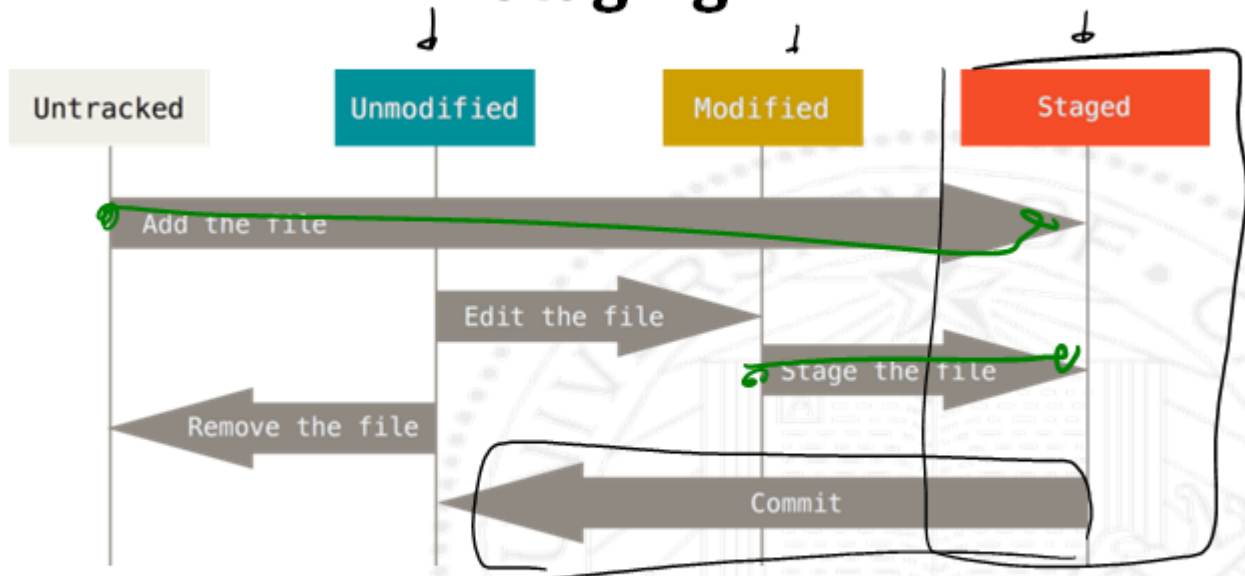 Untracked
Unmodified
Modified
Staged
Add the file
Edit the file
Stage the file
Remove the file
Commit